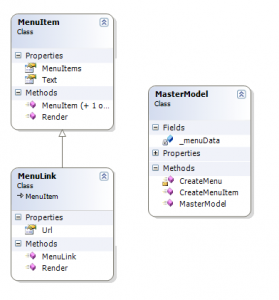 MenuItem
Class
Properties
MenuItems
Text
Methods
MenuItem (+ 1 o...
Render
MenuLink
Class
MenuItem
Properties
Url
Methods
MenuLink
Render
MasterModel
Class
Fields
_menuData
Properties
Methods
CreateMenu
CreateMenuItem
MasterModel